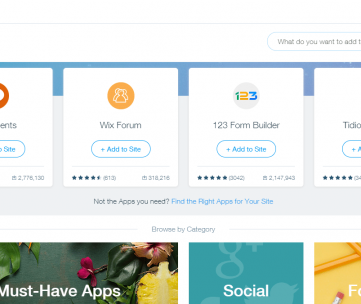 What do you want to add t
ents
Wix Forum
123
123 Form Builder
Tidio
to Site
+ Add to Site
+ Add to Site
+ A
2,776,130
(613)
318,216
(3042)
2,147,943
(34
Not the Apps you need? Find the Right Apps for Your Site
Browse by Category
Must-Have Apps
g+
Social
Fo